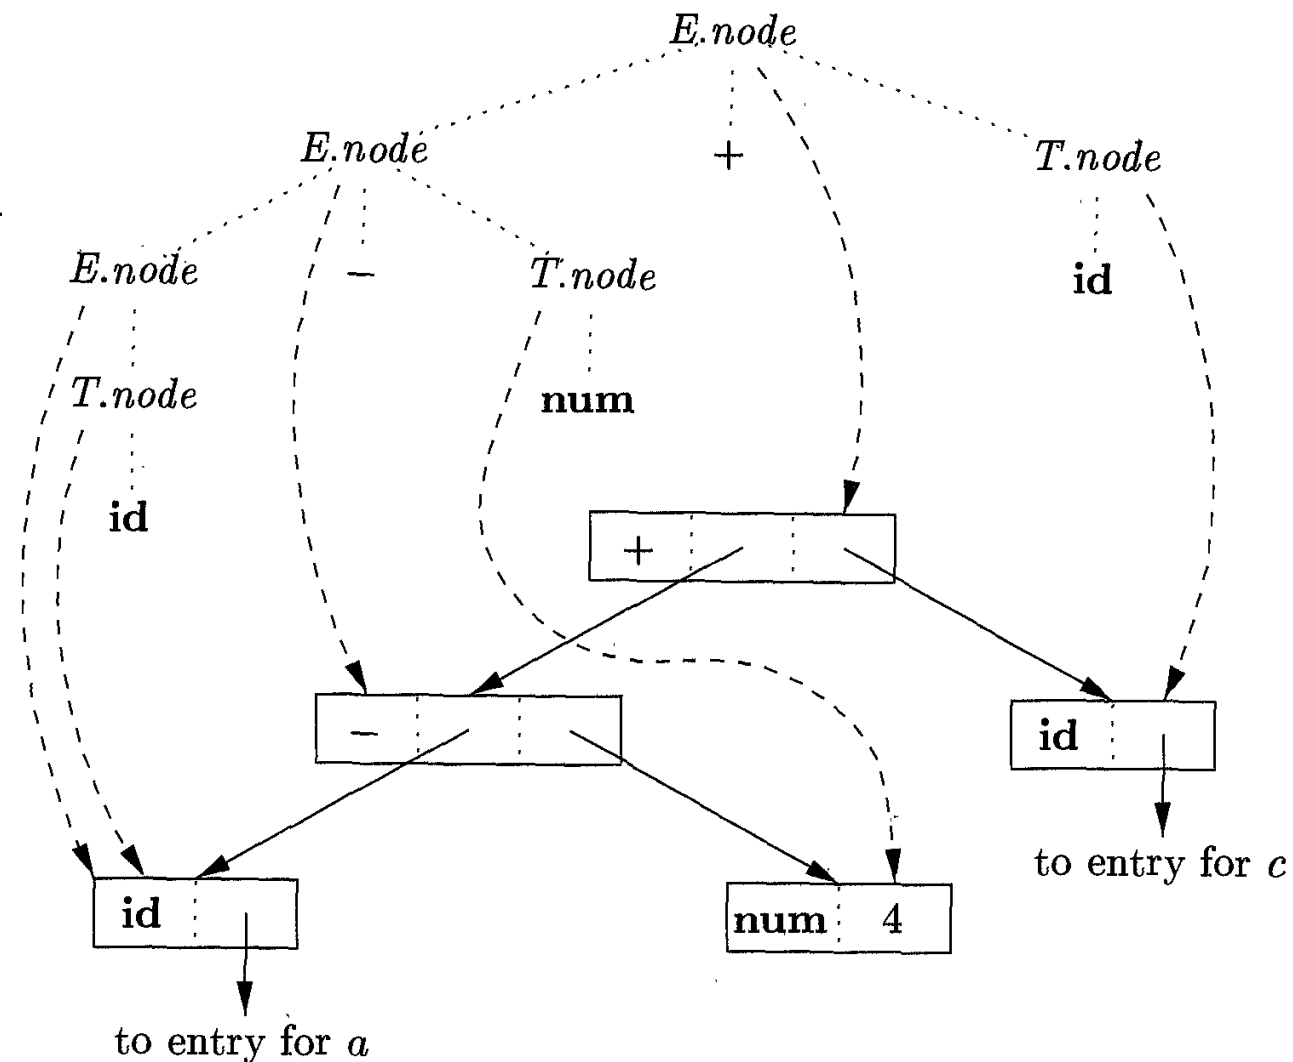 E.node
E.node + T.node
E.node − T.node id
T.node num
id
+
− id
to entry for c
id num 4
to entry for a